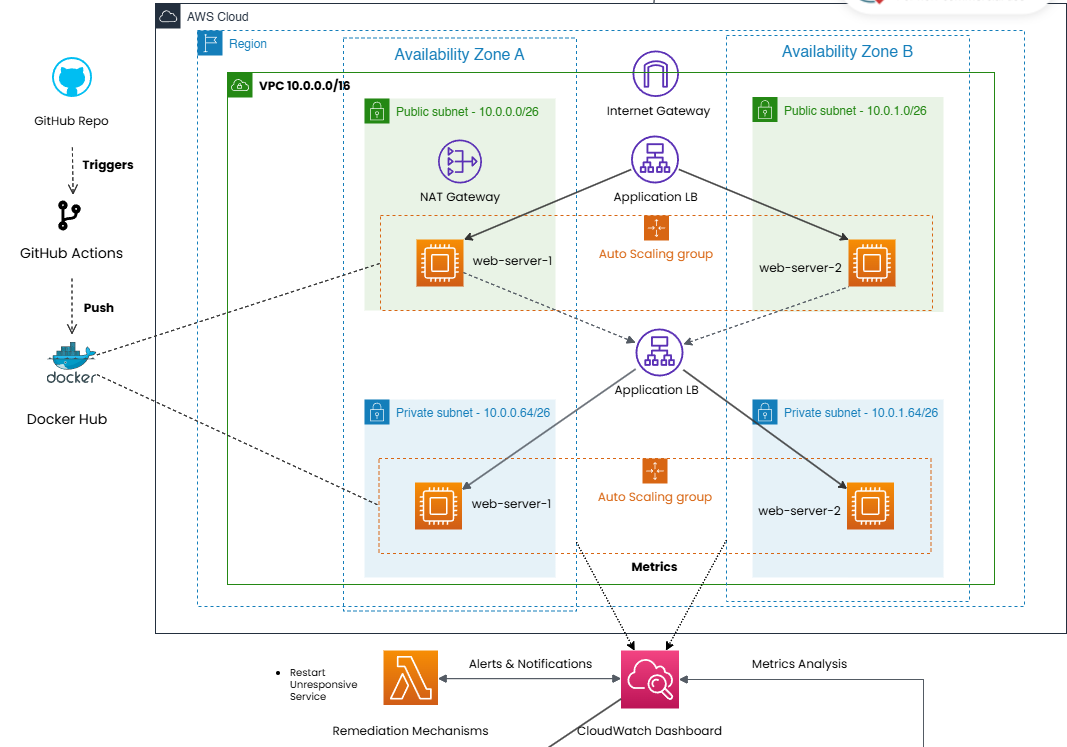 AWS Cloud
Region
Availability Zone A
Availability Zone B
VPC 10.0.0.0/16
Internet Gateway
GitHub Repo
Public subnet - 10.0.0.0/26
Public subnet - 10.0.1.0/26
Triggers
NAT Gateway
Application LB
GitHub Actions
web-server-1
Auto Scaling group
web-server-2
Push
docker
Application LB
Docker Hub
Private subnet - 10.0.0.64/26
Private subnet - 10.0.1.64/26
web-server-1
Auto Scaling group
web-server-2
Metrics
Restart
Unresponsive
Service
Alerts & Notifications
Metrics Analysis
Remediation Mechanisms
CloudWatch Dashboard